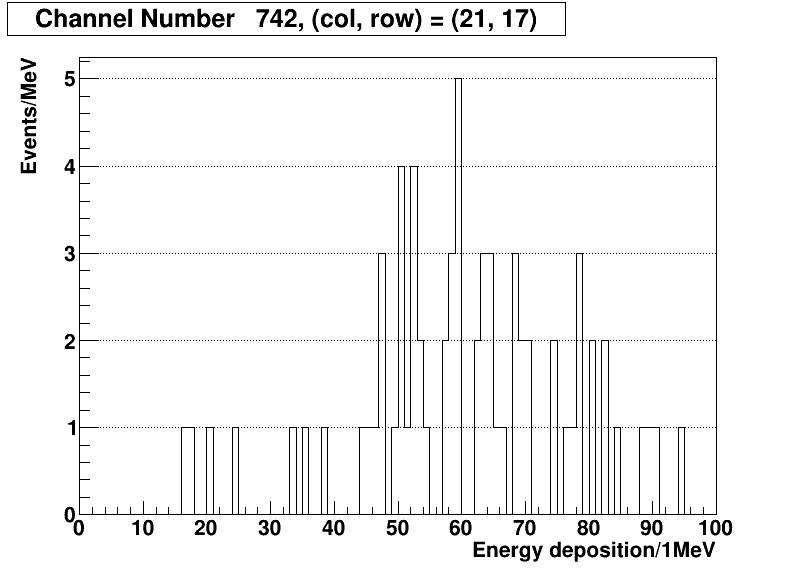 Channel Number 742, (col, row) = (21, 17)
Events/MeV
5
4
3
2
1
0
0 10 20 30 40 50 60 70 80 90 100
Energy deposition/1MeV